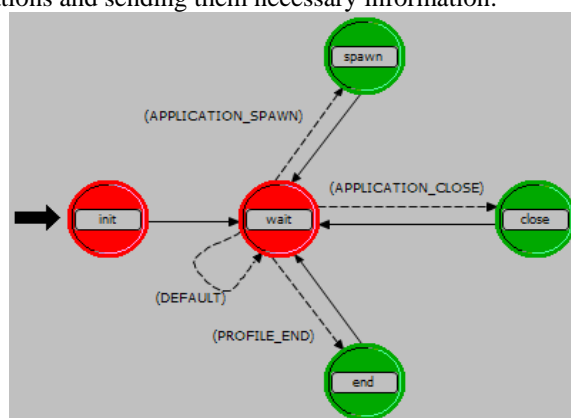 ations and sending them necessary information.
spawn
(APPLICATION_SPAWN)
(APPLICATION_CLOSE)
init
wait
close
(DEFAULT)
(PROFILE_END)
end